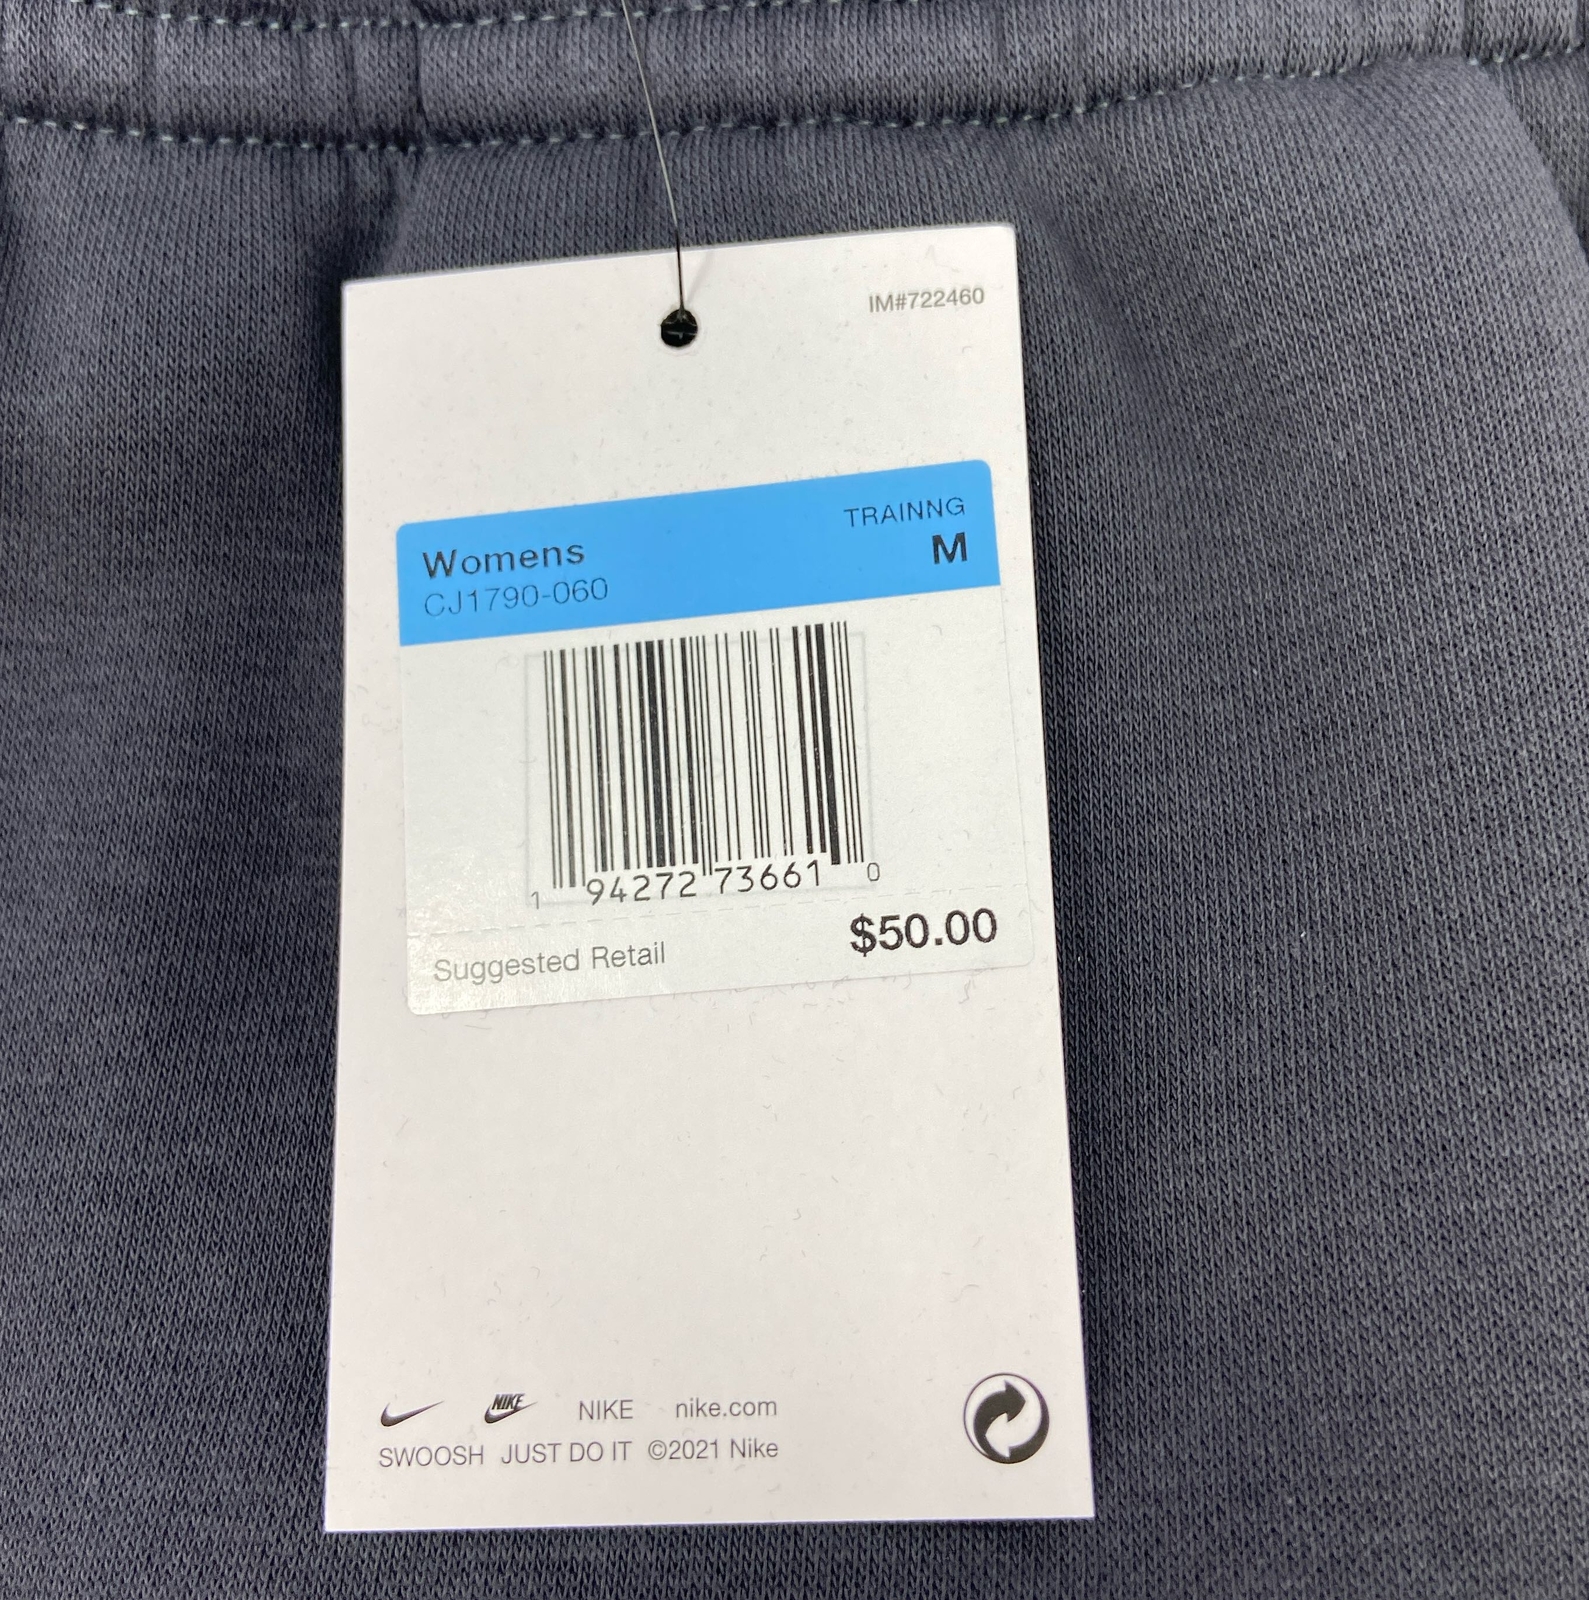 IM#722460
TRAINNG
Womens M
CJ1790-060
1 94272 73661 0
Suggested Retail $50.00
NIKE NIKE nike.com
SWOOSH JUST DO IT ©2021 Nike